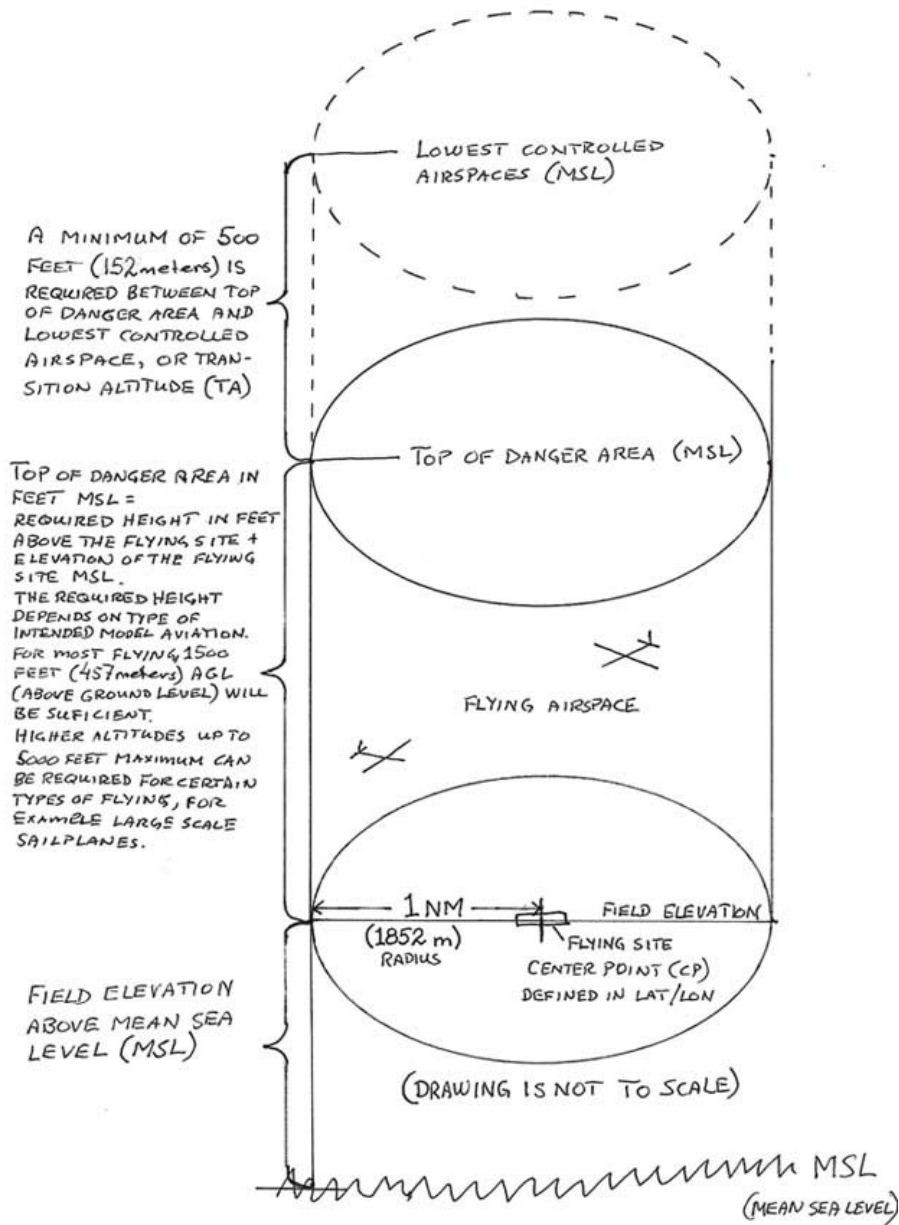 LOWEST CONTROLLED
AIRSPACES (MSL)
A MINIMUM OF 500
FEET (152 meters) IS
REQUIRED BETWEEN TOP
OF DANGER AREA AND
LOWEST CONTROLLED
AIRSPACE, OR TRAN-
SITION ALTITUDE (TA)
TOP OF DANGER AREA (MSL)
TOP OF DANGER AREA IN
FEET MSL =
REQUIRED HEIGHT IN FEET
ABOVE THE FLYING SITE +
ELEVATION OF THE FLYING
SITE MSL.
THE REQUIRED HEIGHT
DEPENDS ON TYPE OF
INTENDED MODEL AVIATION.
FOR MOST FLYING, 1500
FEET (457 meters) AGL
(ABOVE GROUND LEVEL) WILL
BE SUFICIENT.
HIGHER ALTITUDES UP TO
5000 FEET MAXIMUM CAN
BE REQUIRED FOR CERTAIN
TYPES OF FLYING, FOR
EXAMPLE LARGE SCALE
SAILPLANES.
FLYING AIRSPACE
1 NM
(1852 m)
RADIUS
FIELD ELEVATION
FLYING SITE
CENTER POINT (CP)
DEFINED IN LAT/LON
FIELD ELEVATION
ABOVE MEAN SEA
LEVEL (MSL)
(DRAWING IS NOT TO SCALE)
MSL
(MEAN SEA LEVEL)